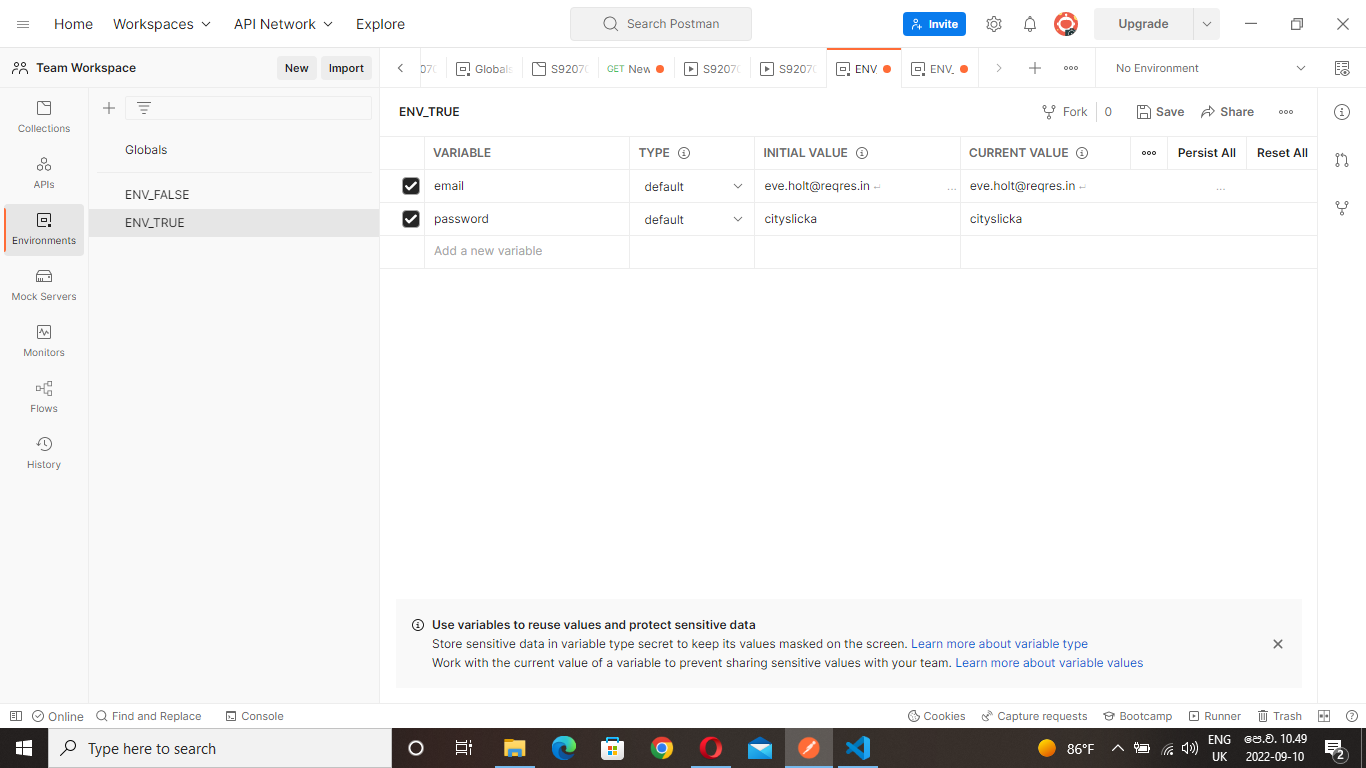 Home Workspaces API Network Explore Search Postman Invite Upgrade
Team Workspace New Import
Globals S9207 GET New S9207 S9207 ENV ENV_ No Environment
Collections
APIs
Environments
Mock Servers
Monitors
Flows
History
Globals
ENV_FALSE
ENV_TRUE
ENV_TRUE Fork 0 Save Share
VARIABLE TYPE INITIAL VALUE CURRENT VALUE Persist All Reset All
email default eve.holt@reqres.in ↵ ... eve.holt@reqres.in ↵ ...
password default cityslicka cityslicka
Add a new variable
Use variables to reuse values and protect sensitive data
Store sensitive data in variable type secret to keep its values masked on the screen. Learn more about variable type
Work with the current value of a variable to prevent sharing sensitive values with your team. Learn more about variable values
Online Find and Replace Console Cookies Capture requests Bootcamp Runner Trash
Type here to search 86°F
ENG
UK
පෙ.ව. 10.49
2022-09-10
2